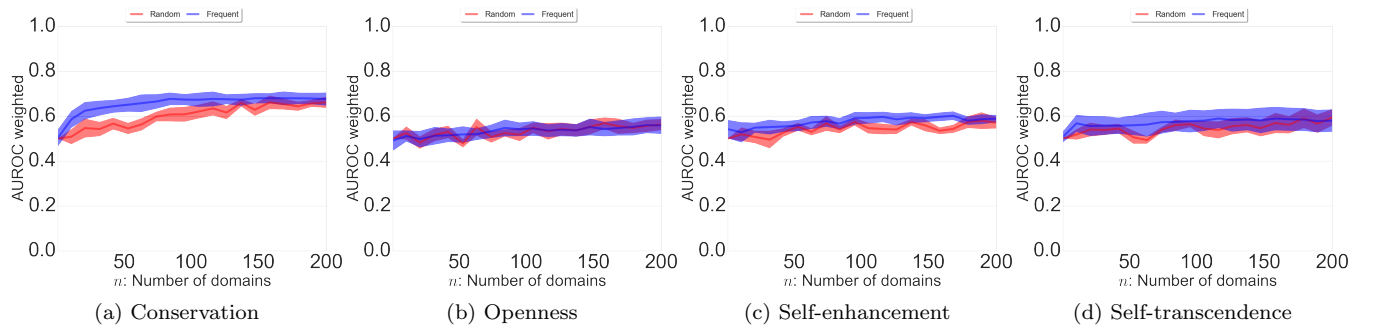 Random Frequent
1.0
0.8
0.6
0.4
0.2
0.0
AUROC weighted
50 100 150 200
n: Number of domains
(a) Conservation
Random Frequent
1.0
0.8
0.6
0.4
0.2
0.0
AUROC weighted
50 100 150 200
n: Number of domains
(b) Openness
Random Frequent
1.0
0.8
0.6
0.4
0.2
0.0
AUROC weighted
50 100 150 200
n: Number of domains
(c) Self-enhancement
Random Frequent
1.0
0.8
0.6
0.4
0.2
0.0
AUROC weighted
50 100 150 200
n: Number of domains
(d) Self-transcendence